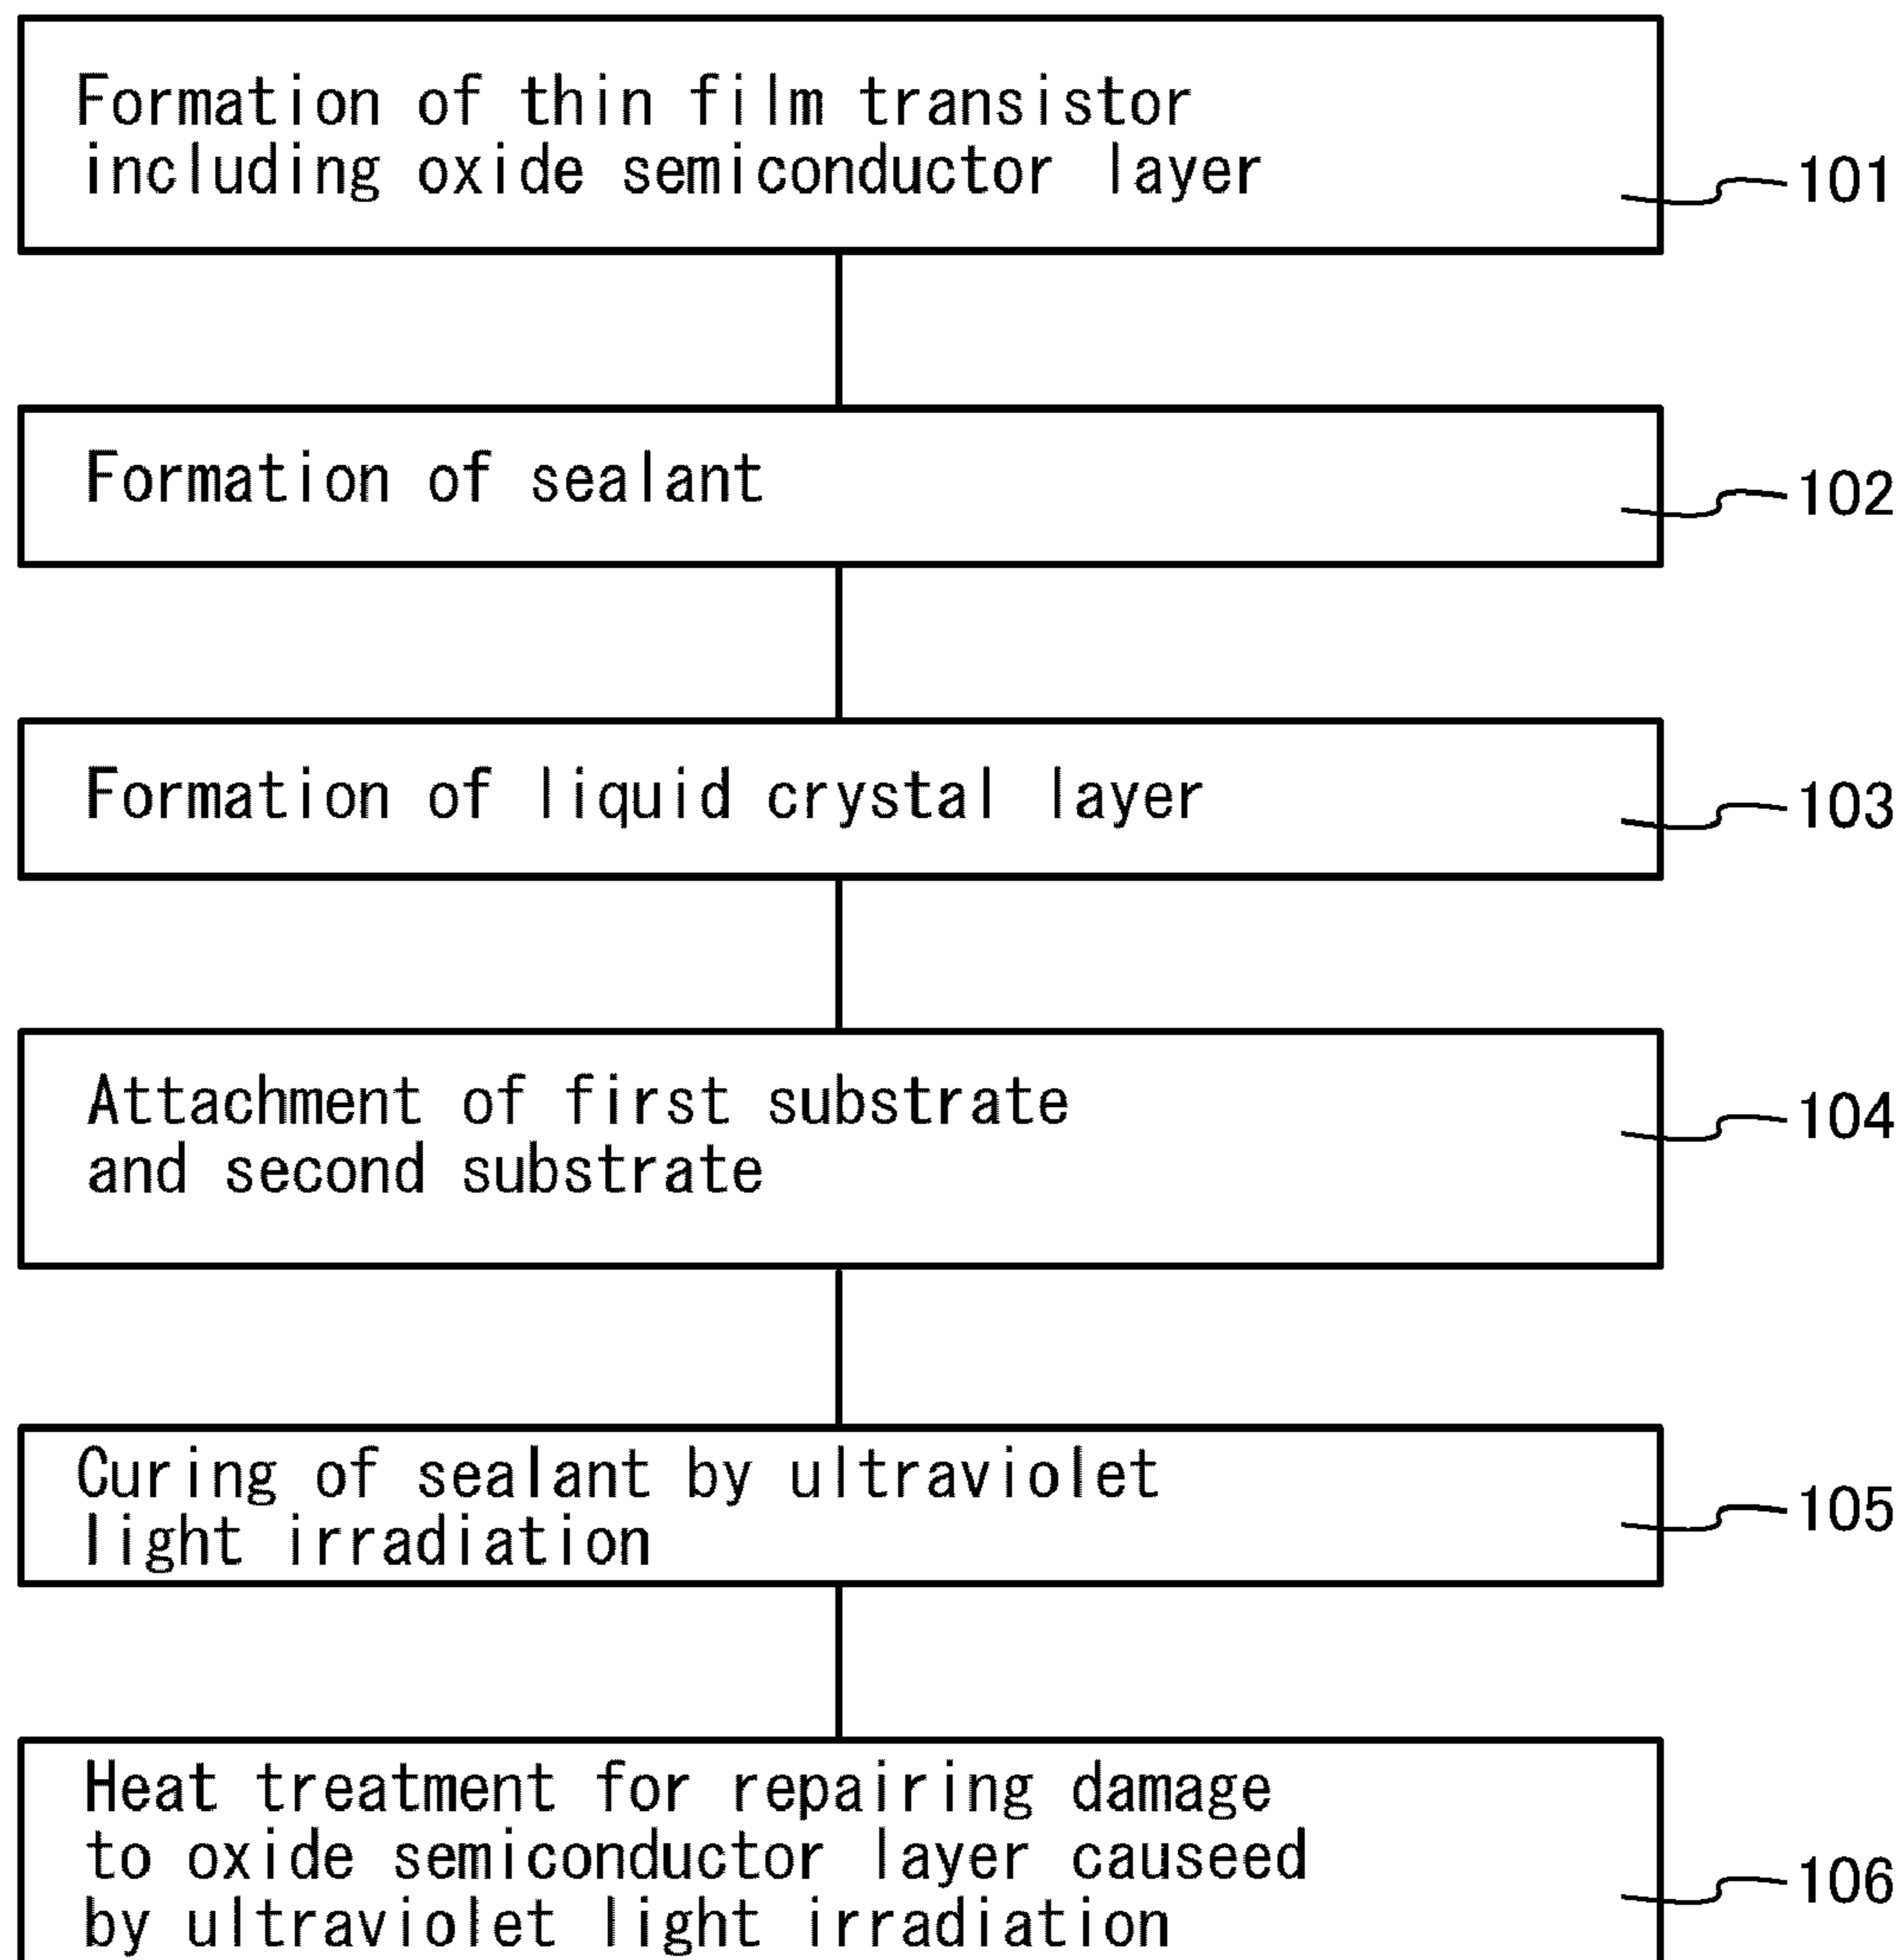 Formation of thin film transistor
including oxide semiconductor layer
101
Formation of sealant
102
Formation of liquid crystal layer
103
Attachment of first substrate
and second substrate
104
Curing of sealant by ultraviolet
light irradiation
105
Heat treatment for repairing damage
to oxide semiconductor layer causeed
by ultraviolet light irradiation
106